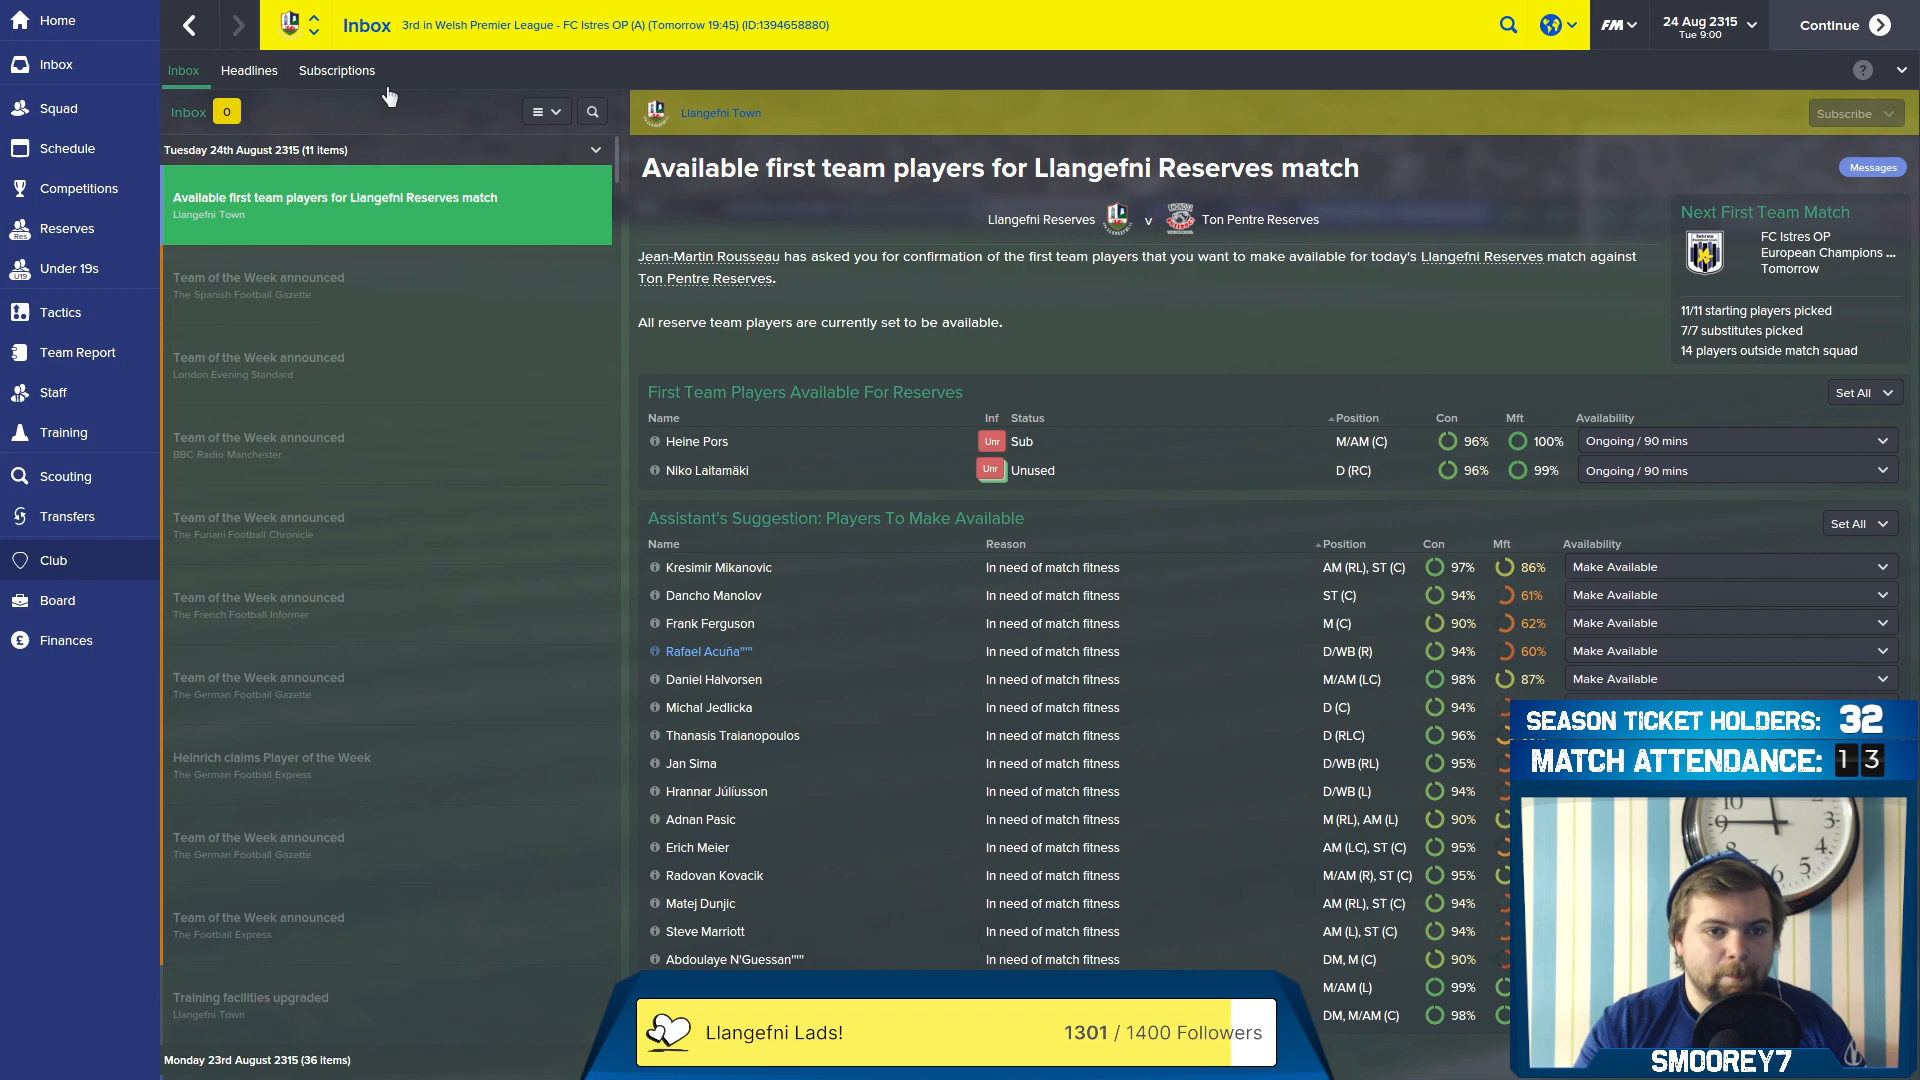 Home
Inbox
Squad
Schedule
Competitions
Reserves
Under 19s
Tactics
Team Report
Staff
Training
Scouting
Transfers
Club
Board
Finances
Inbox 3rd in Welsh Premier League - FC Istres OP (A) (Tomorrow 19:45) (ID:1394658880)
FM
24 Aug 2315
Tue 9:00
Continue
Inbox Headlines Subscriptions
Inbox 0
Tuesday 24th August 2315 (11 items)
Available first team players for Llangefni Reserves match
Llangefni Town
Team of the Week announced
The Spanish Football Gazette
Team of the Week announced
London Evening Standard
Team of the Week announced
BBC Radio Manchester
Team of the Week announced
The Furiani Football Chronicle
Team of the Week announced
The French Football Informer
Team of the Week announced
The German Football Gazette
Heinrich claims Player of the Week
The German Football Express
Team of the Week announced
The German Football Gazette
Team of the Week announced
The Football Express
Training facilities upgraded
Llangefni Town
Monday 23rd August 2315 (36 items)
Llangefni Town
Subscribe
Available first team players for Llangefni Reserves match
Messages
Llangefni Reserves v Ton Pentre Reserves
Jean-Martin Rousseau has asked you for confirmation of the first team players that you want to make available for today's Llangefni Reserves match against
Ton Pentre Reserves.
All reserve team players are currently set to be available.
Next First Team Match
FC Istres OP
European Champions ...
Tomorrow
11/11 starting players picked
7/7 substitutes picked
14 players outside match squad
First Team Players Available For Reserves
Set All
Name Inf Status Position Con Mft Availability
Heine Pors Unr Sub M/AM (C) 96% 100% Ongoing / 90 mins
Niko Laitamäki Unr Unused D (RC) 96% 99% Ongoing / 90 mins
Assistant's Suggestion: Players To Make Available
Set All
Name Reason Position Con Mft Availability
Kresimir Mikanovic In need of match fitness AM (RL), ST (C) 97% 86% Make Available
Dancho Manolov In need of match fitness ST (C) 94% 61% Make Available
Frank Ferguson In need of match fitness M (C) 90% 62% Make Available
Rafael Acuña''''' In need of match fitness D/WB (R) 94% 60% Make Available
Daniel Halvorsen In need of match fitness M/AM (LC) 98% 87% Make Available
Michal Jedlicka In need of match fitness D (C) 94%
Thanasis Traianopoulos In need of match fitness D (RLC) 96%
Jan Sima In need of match fitness D/WB (RL) 95%
Hrannar Júlíusson In need of match fitness D/WB (L) 94%
Adnan Pasic In need of match fitness M (RL), AM (L) 90%
Erich Meier In need of match fitness AM (LC), ST (C) 95%
Radovan Kovacik In need of match fitness M/AM (R), ST (C) 95%
Matej Dunjic In need of match fitness AM (RL), ST (C) 94%
Steve Marriott In need of match fitness AM (L), ST (C) 94%
Abdoulaye N'Guessan''''' In need of match fitness DM, M (C) 90%
M/AM (L) 99%
DM, M/AM (C) 98%
SEASON TICKET HOLDERS: 32
MATCH ATTENDANCE: 13
Llangefni Lads! 1301 / 1400 Followers
SMOOREY7